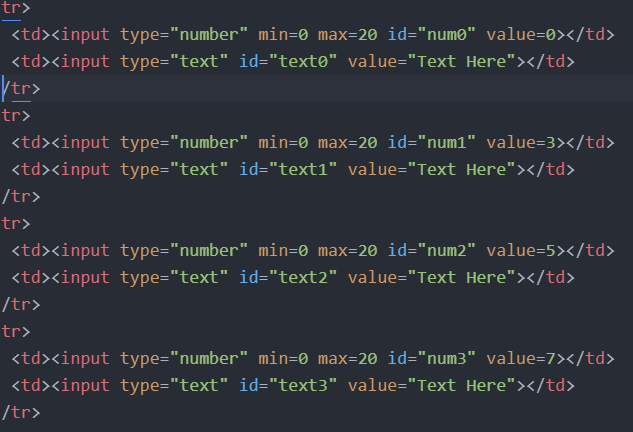 tr>
<td><input type="number" min=0 max=20 id="num0" value=0></td>
<td><input type="text" id="text0" value="Text Here"></td>
/tr>
tr>
<td><input type="number" min=0 max=20 id="num1" value=3></td>
<td><input type="text" id="text1" value="Text Here"></td>
/tr>
tr>
<td><input type="number" min=0 max=20 id="num2" value=5></td>
<td><input type="text" id="text2" value="Text Here"></td>
/tr>
tr>
<td><input type="number" min=0 max=20 id="num3" value=7></td>
<td><input type="text" id="text3" value="Text Here"></td>
/tr>